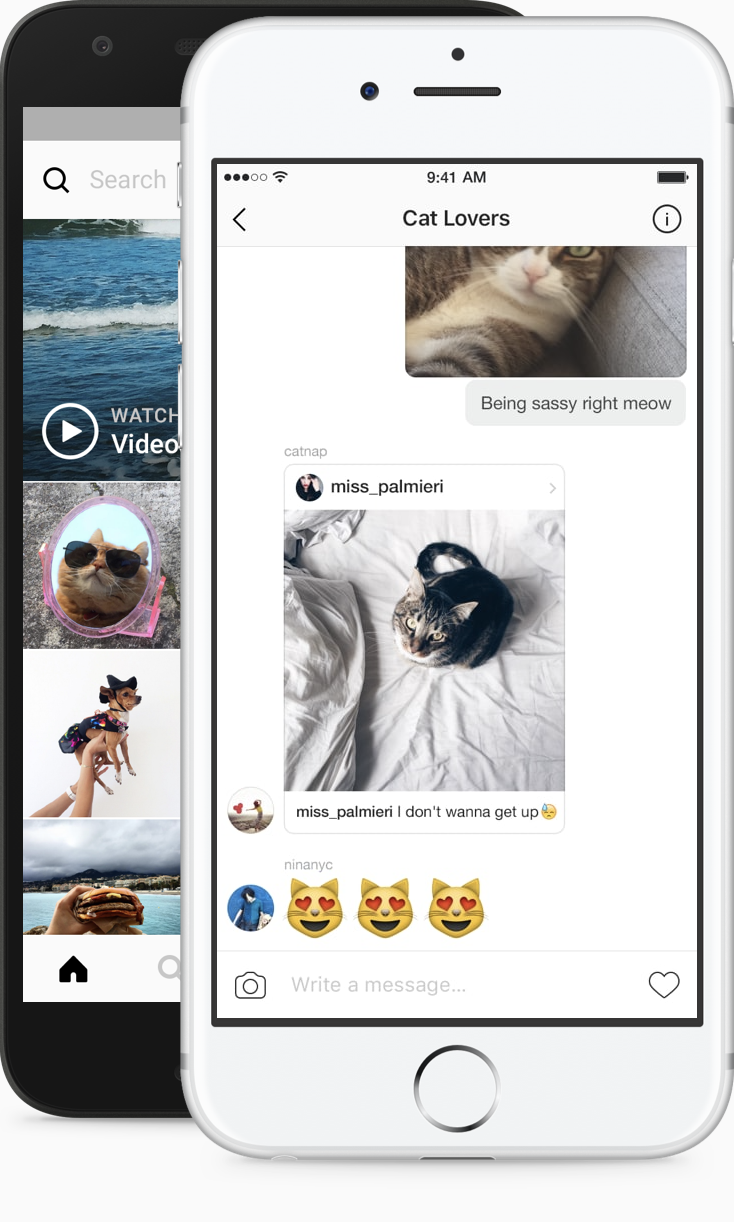 Search
WATCH
Video
9:41 AM
Cat Lovers
Being sassy right meow
catnap
miss_palmieri
miss_palmieri I don't wanna get up😓
ninanyc
😻 😻 😻
Write a message...